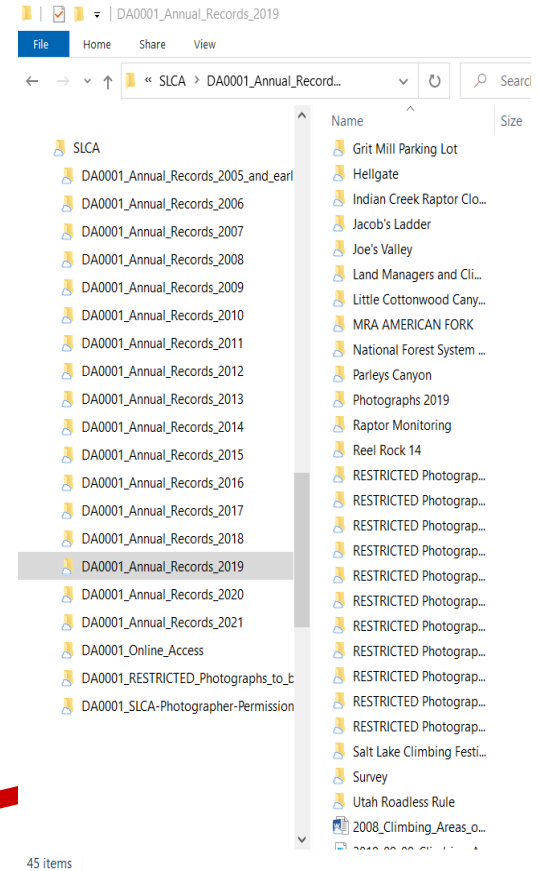 DA0001_Annual_Records_2019
File Home Share View
« SLCA > DA0001_Annual_Record... Searc
SLCA
DA0001_Annual_Records_2005_and_earl
DA0001_Annual_Records_2006
DA0001_Annual_Records_2007
DA0001_Annual_Records_2008
DA0001_Annual_Records_2009
DA0001_Annual_Records_2010
DA0001_Annual_Records_2011
DA0001_Annual_Records_2012
DA0001_Annual_Records_2013
DA0001_Annual_Records_2014
DA0001_Annual_Records_2015
DA0001_Annual_Records_2016
DA0001_Annual_Records_2017
DA0001_Annual_Records_2018
DA0001_Annual_Records_2019
DA0001_Annual_Records_2020
DA0001_Annual_Records_2021
DA0001_Online_Access
DA0001_RESTRICTED_Photographs_to_b
DA0001_SLCA-Photographer-Permission
Name Size
Grit Mill Parking Lot
Hellgate
Indian Creek Raptor Clo...
Jacob's Ladder
Joe's Valley
Land Managers and Cli...
Little Cottonwood Cany...
MRA AMERICAN FORK
National Forest System ...
Parleys Canyon
Photographs 2019
Raptor Monitoring
Reel Rock 14
RESTRICTED Photograp...
RESTRICTED Photograp...
RESTRICTED Photograp...
RESTRICTED Photograp...
RESTRICTED Photograp...
RESTRICTED Photograp...
RESTRICTED Photograp...
RESTRICTED Photograp...
RESTRICTED Photograp...
RESTRICTED Photograp...
RESTRICTED Photograp...
Salt Lake Climbing Festi...
Survey
Utah Roadless Rule
2008_Climbing_Areas_o...
45 items